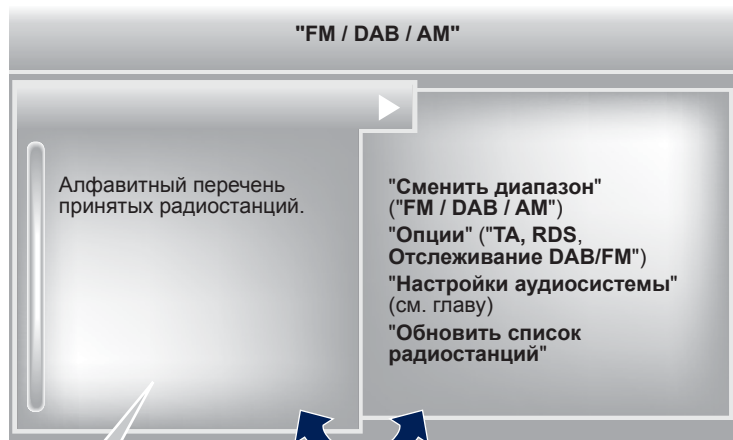 "FM / DAB / AM"
Алфавитный перечень
принятых радиостанций.
"Сменить диапазон"
("FM / DAB / AM")
"Опции" ("TA, RDS,
Отслеживание DAB/FM")
"Настройки аудиосистемы"
(см. главу)
"Обновить список
радиостанций"